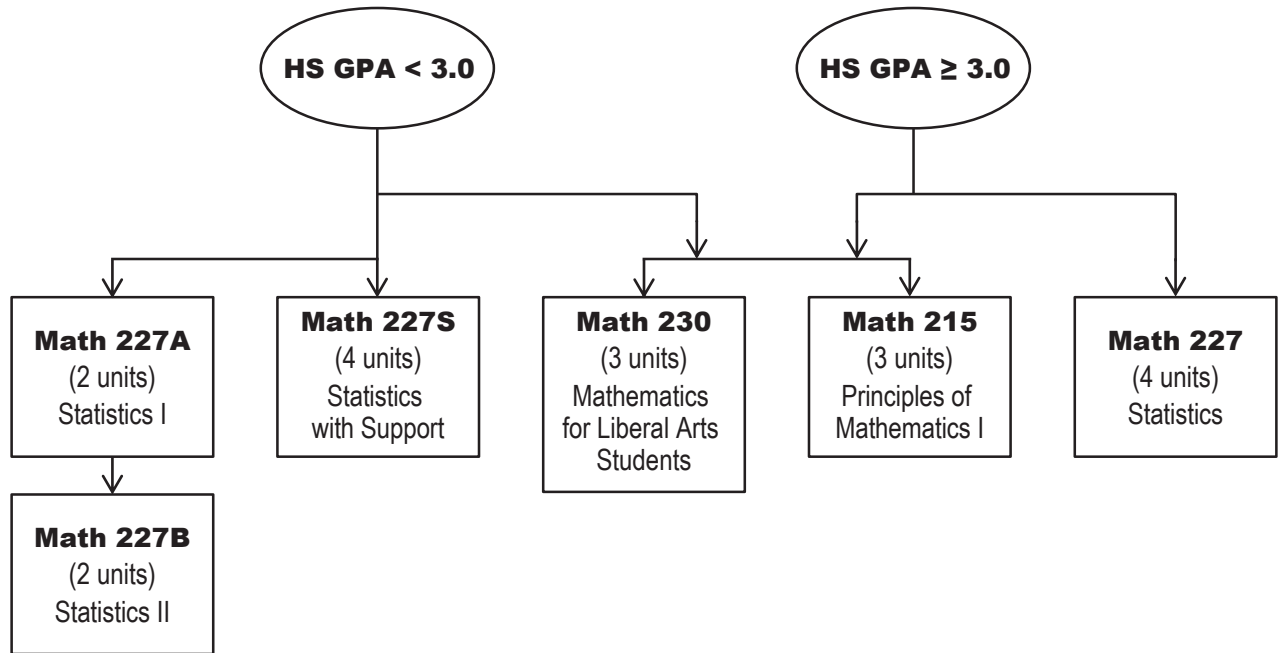 HS GPA < 3.0
HS GPA ≥ 3.0
Math 227A
(2 units)
Statistics I
Math 227S
(4 units)
Statistics
with Support
Math 230
(3 units)
Mathematics
for Liberal Arts
Students
Math 215
(3 units)
Principles of
Mathematics I
Math 227
(4 units)
Statistics
Math 227B
(2 units)
Statistics II